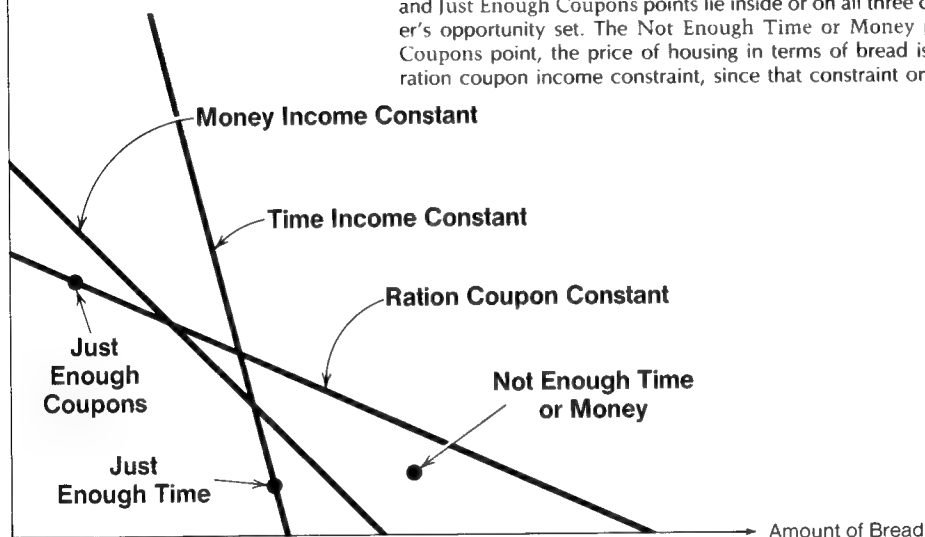 and Just Enough Coupons points lie inside or on all three c
er's opportunity set. The Not Enough Time or Money
Coupons point, the price of housing in terms of bread is
ration coupon income constraint, since that constraint or
Money Income Constant
Time Income Constant
Ration Coupon Constant
Just
Enough
Coupons
Not Enough Time
or Money
Just
Enough Time
Amount of Bread